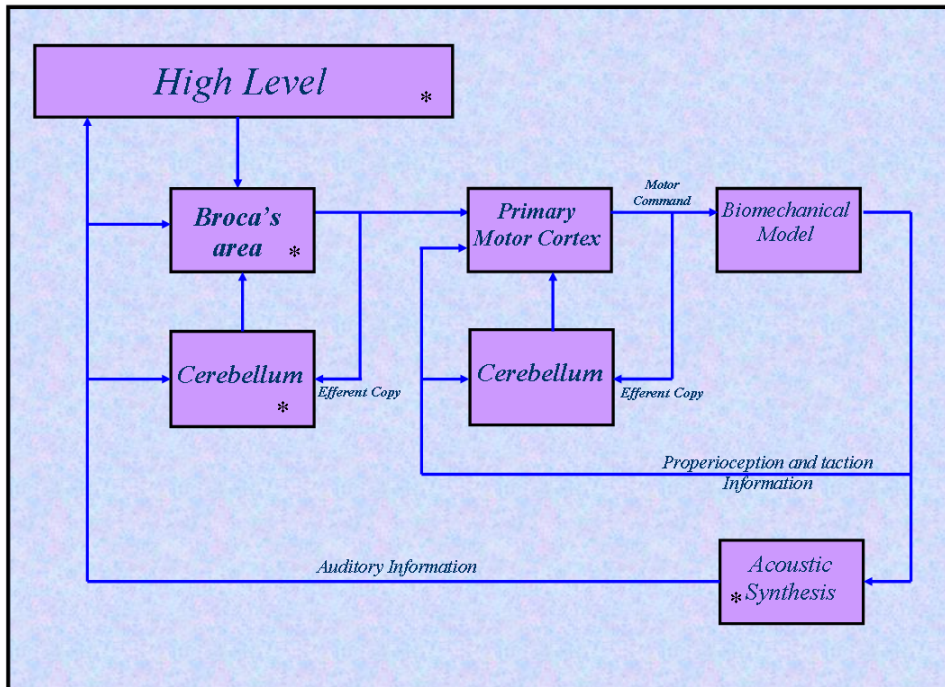 High Level
*
Broca's
area
*
Primary
Motor Cortex
Motor
Command
Biomechanical
Model
Cerebellum
*
Efferent Copy
Cerebellum
Efferent Copy
Properioception and taction
Information
Auditory Information
Acoustic
* Synthesis